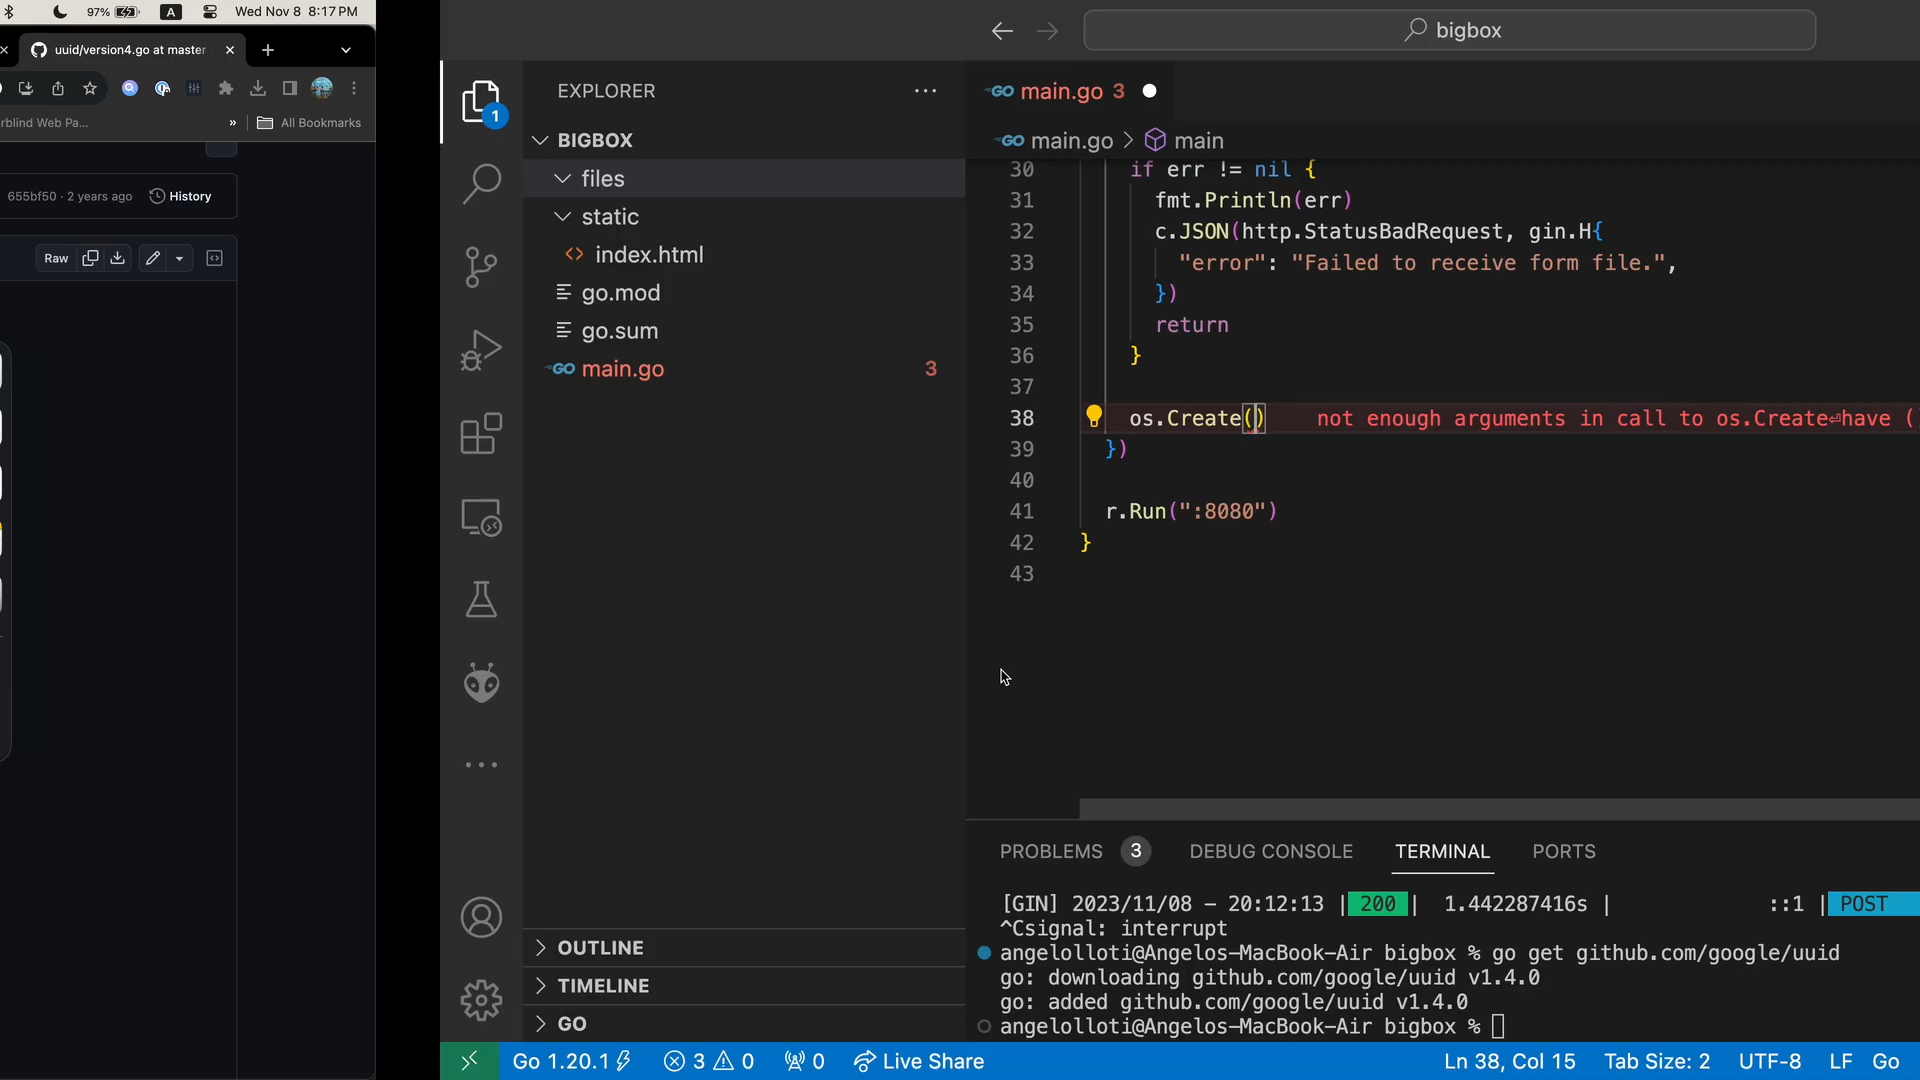 97% A Wed Nov 8 8:17 PM
uuid/version4.go at master
rblind Web Pa...
» All Bookmarks
655bf50 · 2 years ago History
Raw
bigbox
1
EXPLORER
BIGBOX
files
static
<> index.html
go.mod
go.sum
GO main.go 3
OUTLINE
TIMELINE
GO
GO main.go 3
GO main.go > main
30 if err != nil {
31 fmt.Println(err)
32 c.JSON(http.StatusBadRequest, gin.H{
33 "error": "Failed to receive form file.",
34 })
35 return
36 }
37
38 os.Create() not enough arguments in call to os.Create⏎have (
39 })
40
41 r.Run(":8080")
42 }
43
PROBLEMS 3 DEBUG CONSOLE TERMINAL PORTS
[GIN] 2023/11/08 - 20:12:13 | 200 | 1.442287416s | ::1 | POST
^Csignal: interrupt
angelolloti@Angelos-MacBook-Air bigbox % go get github.com/google/uuid
go: downloading github.com/google/uuid v1.4.0
go: added github.com/google/uuid v1.4.0
angelolloti@Angelos-MacBook-Air bigbox %
Go 1.20.1 3 0 0 Live Share Ln 38, Col 15 Tab Size: 2 UTF-8 LF Go